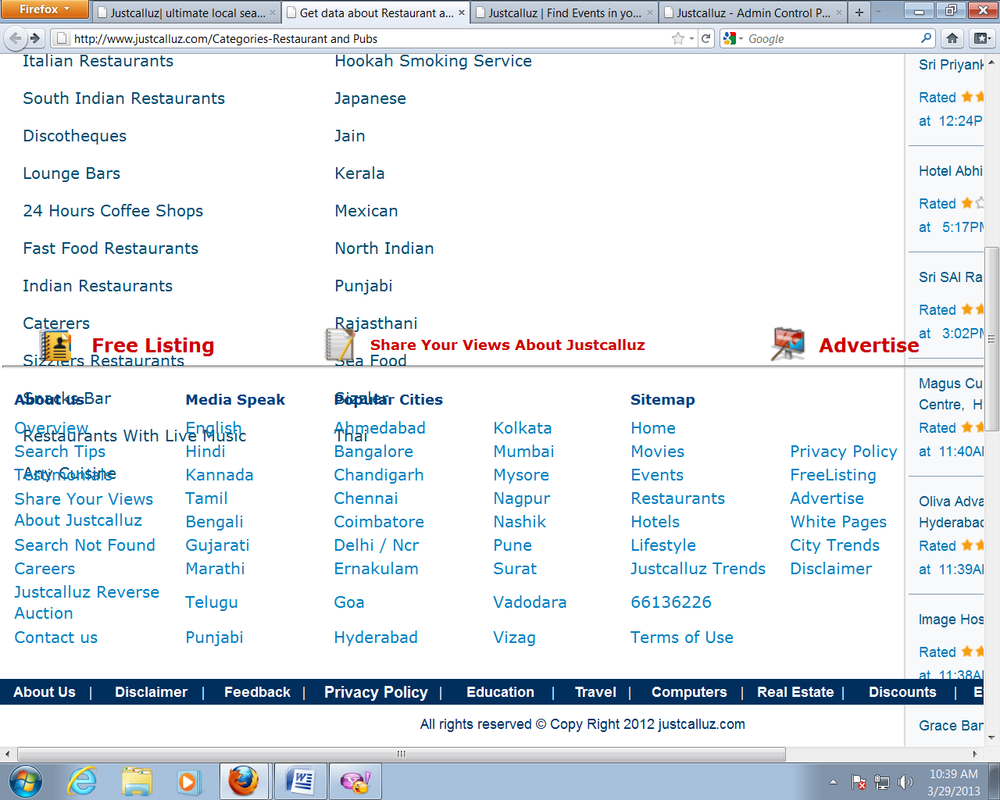 Firefox
Justcalluz| ultimate local sea...
Get data about Restaurant a...
Justcalluz | Find Events in yo...
Justcalluz - Admin Control P...
http://www.justcalluz.com/Categories-Restaurant and Pubs
Google
Italian Restaurants
Hookah Smoking Service
South Indian Restaurants
Japanese
Discotheques
Jain
Lounge Bars
Kerala
24 Hours Coffee Shops
Mexican
Fast Food Restaurants
North Indian
Indian Restaurants
Punjabi
Caterers
Rajasthani
Sizzlers Restaurants
Sea Food
Snacks Bar
Sizzler
Restaurants With Live Music
Thai
Any Cuisine
Free Listing
Share Your Views About Justcalluz
Advertise
About us
Overview
Search Tips
Testimonials
Share Your Views
About Justcalluz
Search Not Found
Careers
Justcalluz Reverse
Auction
Contact us
Media Speak
English
Hindi
Kannada
Tamil
Bengali
Gujarati
Marathi
Telugu
Punjabi
Popular Cities
Ahmedabad
Bangalore
Chandigarh
Chennai
Coimbatore
Delhi / Ncr
Ernakulam
Goa
Hyderabad
Kolkata
Mumbai
Mysore
Nagpur
Nashik
Pune
Surat
Vadodara
Vizag
Sitemap
Home
Movies
Events
Restaurants
Hotels
Lifestyle
Justcalluz Trends
66136226
Terms of Use
Privacy Policy
FreeListing
Advertise
White Pages
City Trends
Disclaimer
Sri Priyank
Rated
at 12:24P
Hotel Abhi
Rated
at 5:17PM
Sri SAI Ra
Rated
at 3:02PM
Magus Cu
Centre, H
Rated
at 11:40A
Oliva Adva
Hyderabad
Rated
at 11:39A
Image Hos
Rated
at 11:38A
Grace Bar
About Us | Disclaimer | Feedback | Privacy Policy | Education | Travel | Computers | Real Estate | Discounts | E
All rights reserved © Copy Right 2012 justcalluz.com
10:39 AM
3/29/2013